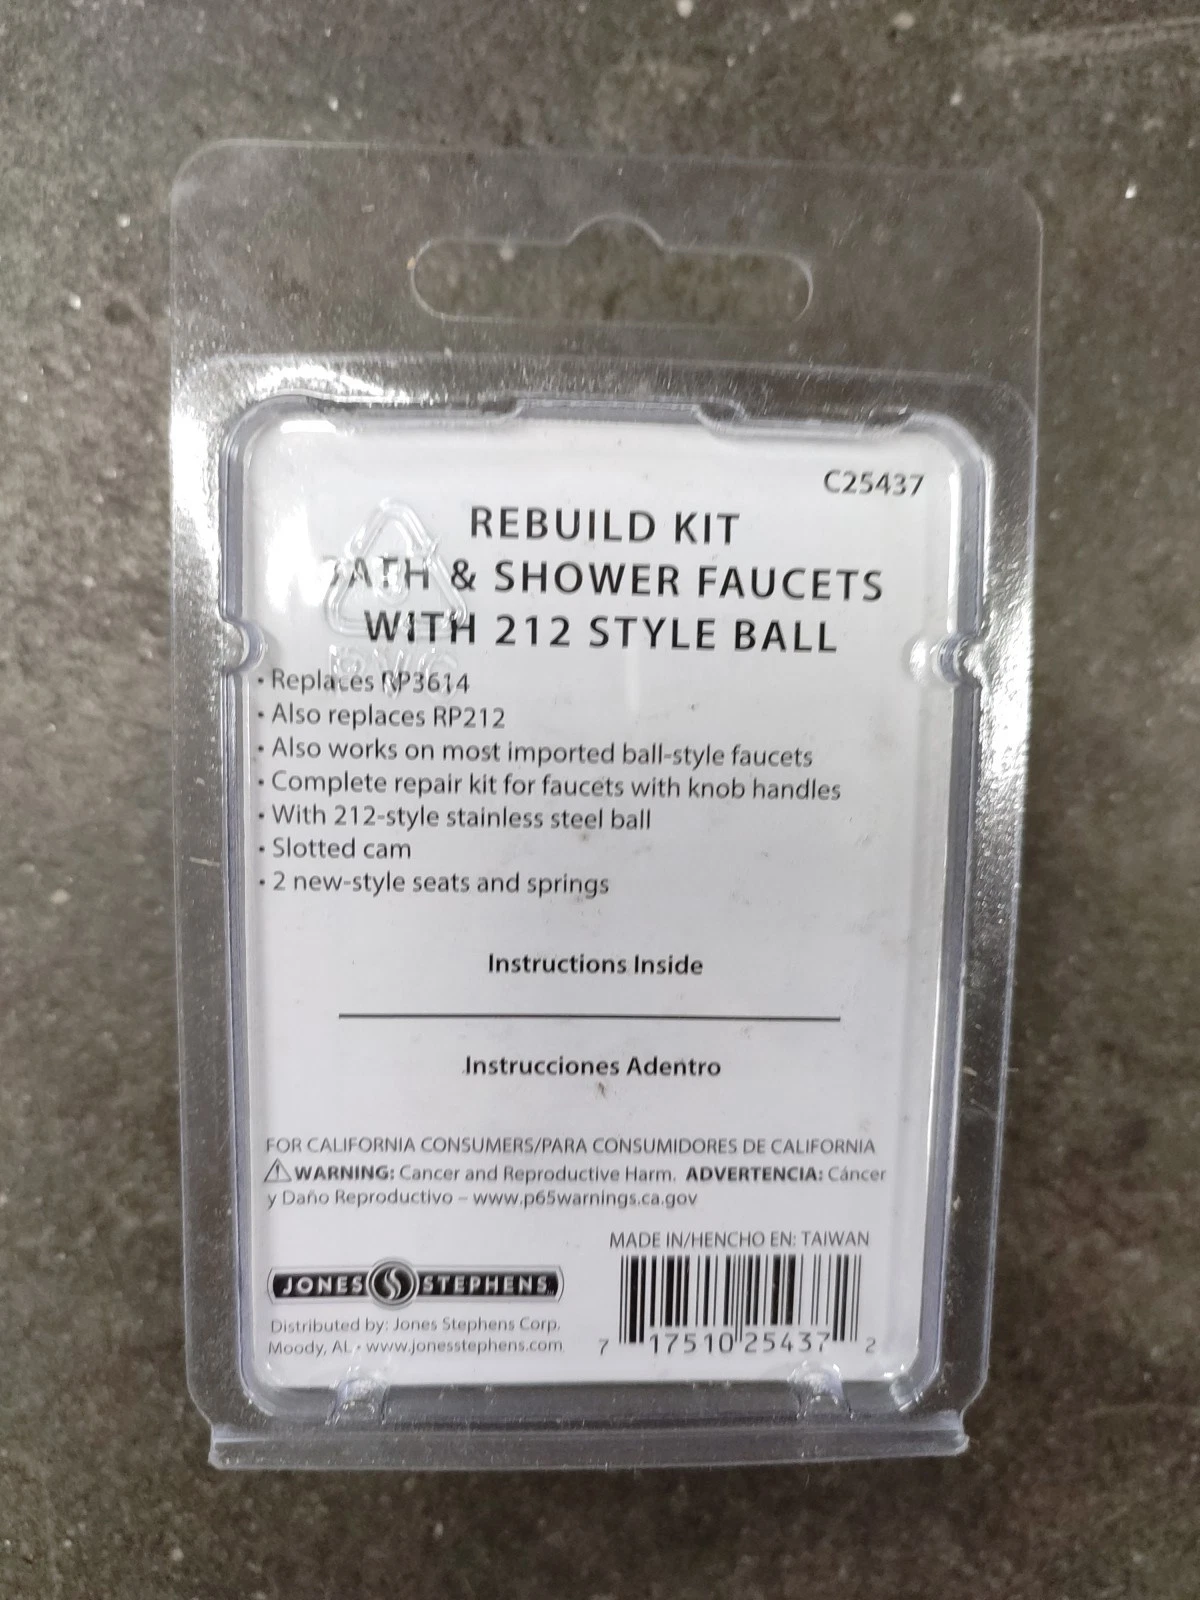 C25437
REBUILD KIT
BATH & SHOWER FAUCETS
WITH 212 STYLE BALL
• Replaces RP3614
• Also replaces RP212
• Also works on most imported ball-style faucets
• Complete repair kit for faucets with knob handles
• With 212-style stainless steel ball
• Slotted cam
• 2 new-style seats and springs
Instructions Inside
Instrucciones Adentro
FOR CALIFORNIA CONSUMERS/PARA CONSUMIDORES DE CALIFORNIA
⚠WARNING: Cancer and Reproductive Harm. ADVERTENCIA: Cáncer
y Daño Reproductivo – www.p65warnings.ca.gov
MADE IN/HENCHO EN: TAIWAN
JONES STEPHENS
Distributed by: Jones Stephens Corp.
Moody, AL • www.jonesstephens.com
7 17510 25437 2